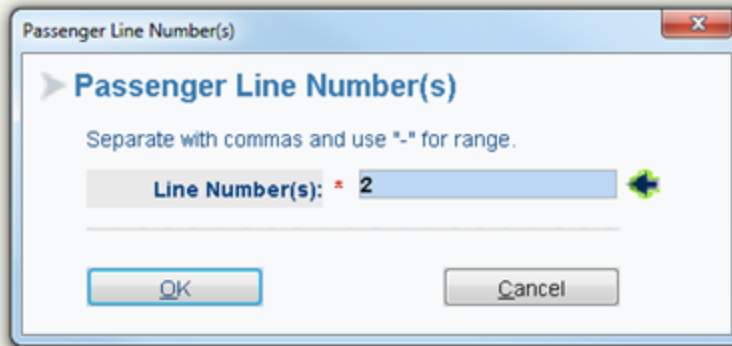 Passenger Line Number(s)
Passenger Line Number(s)
Separate with commas and use "-" for range.
Line Number(s): * 2
OK
Cancel